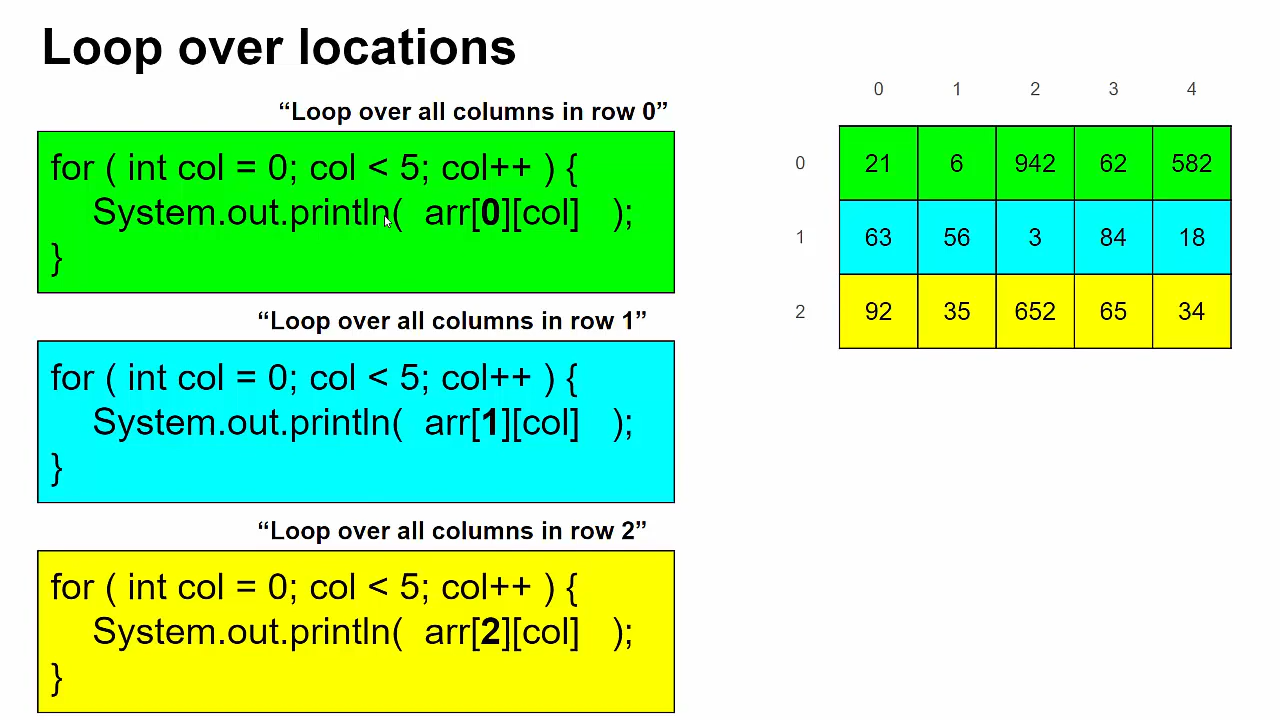 Loop over locations
“Loop over all columns in row 0”
for ( int col = 0; col < 5; col++ ) {
System.out.println( arr[0][col] );
}
“Loop over all columns in row 1”
for ( int col = 0; col < 5; col++ ) {
System.out.println( arr[1][col] );
}
“Loop over all columns in row 2”
for ( int col = 0; col < 5; col++ ) {
System.out.println( arr[2][col] );
}
0 1 2 3 4
0 21 6 942 62 582
1 63 56 3 84 18
2 92 35 652 65 34